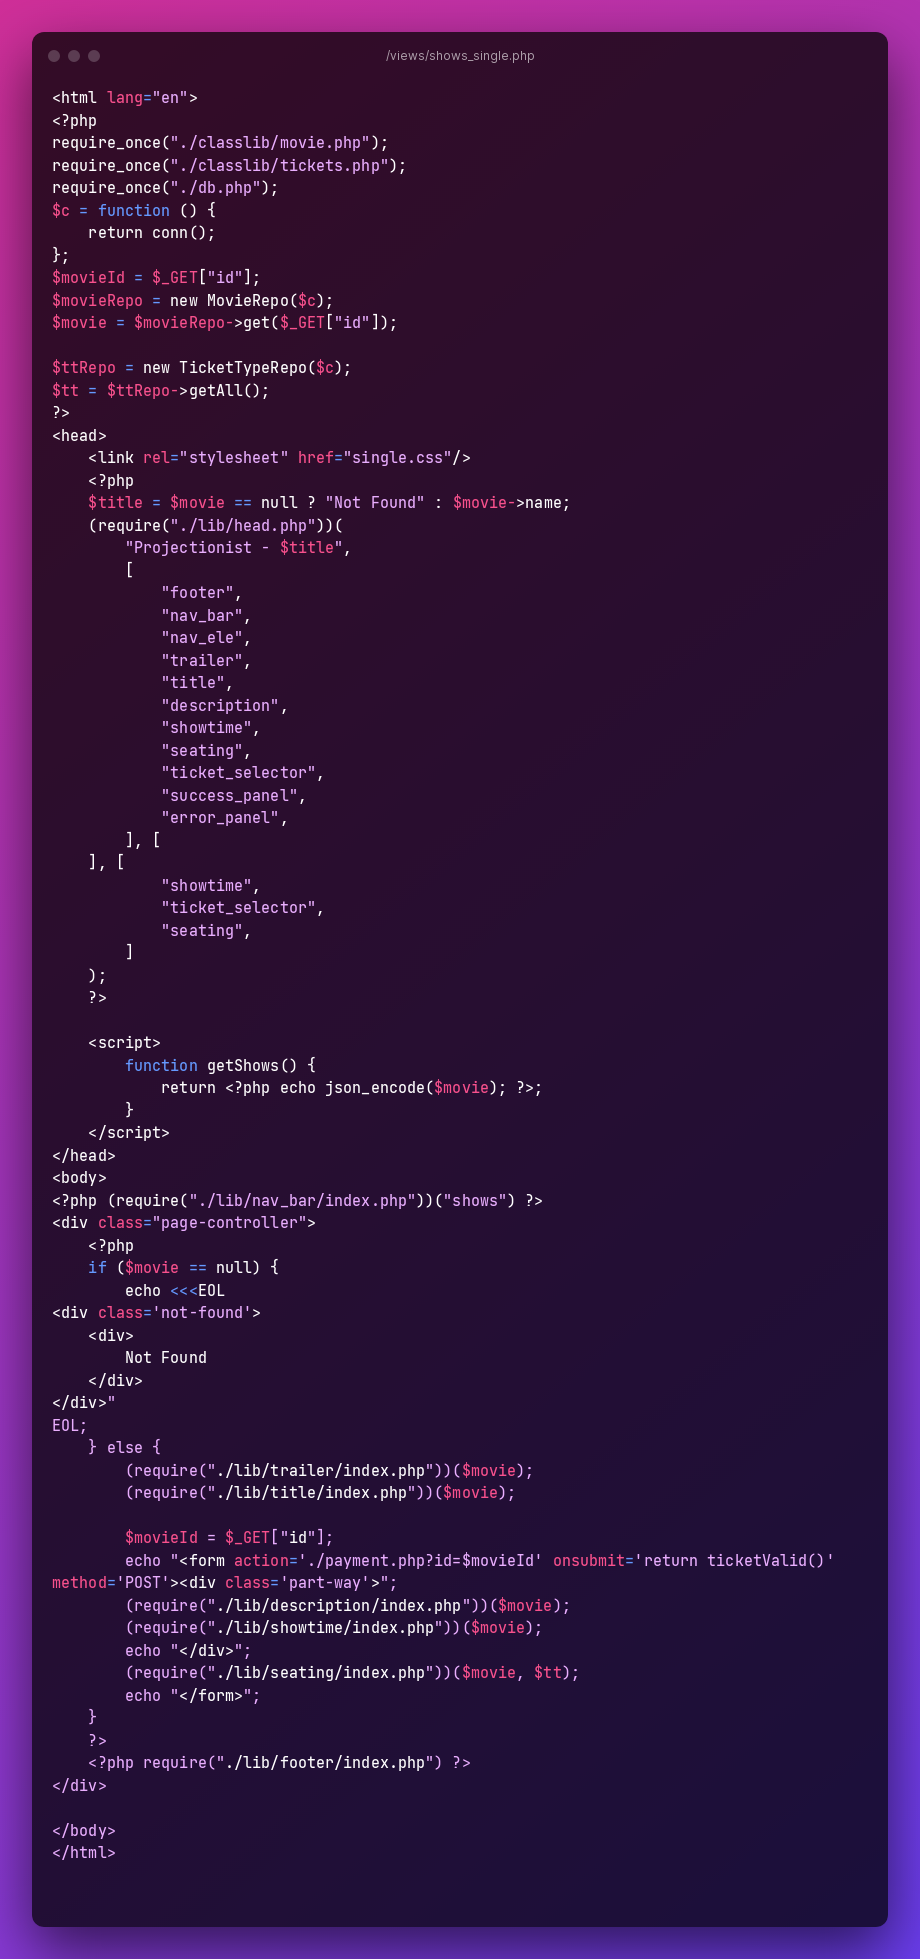 /views/shows_single.php
<html lang="en">
<?php
require_once("./classlib/movie.php");
require_once("./classlib/tickets.php");
require_once("./db.php");
$c = function () {
    return conn();
};
$movieId = $_GET["id"];
$movieRepo = new MovieRepo($c);
$movie = $movieRepo->get($_GET["id"]);

$ttRepo = new TicketTypeRepo($c);
$tt = $ttRepo->getAll();
?>
<head>
    <link rel="stylesheet" href="single.css"/>
    <?php
    $title = $movie == null ? "Not Found" : $movie->name;
    (require("./lib/head.php"))(
        "Projectionist - $title",
        [
            "footer",
            "nav_bar",
            "nav_ele",
            "trailer",
            "title",
            "description",
            "showtime",
            "seating",
            "ticket_selector",
            "success_panel",
            "error_panel",
        ], [
    ], [
            "showtime",
            "ticket_selector",
            "seating",
        ]
    );
    ?>

    <script>
        function getShows() {
            return <?php echo json_encode($movie); ?>;
        }
    </script>
</head>
<body>
<?php (require("./lib/nav_bar/index.php"))("shows") ?>
<div class="page-controller">
    <?php
    if ($movie == null) {
        echo <<<EOL
<div class='not-found'>
    <div>
        Not Found
    </div>
</div>"
EOL;
    } else {
        (require("./lib/trailer/index.php"))($movie);
        (require("./lib/title/index.php"))($movie);

        $movieId = $_GET["id"];
        echo "<form action='./payment.php?id=$movieId' onsubmit='return ticketValid()'
method='POST'><div class='part-way'>";
        (require("./lib/description/index.php"))($movie);
        (require("./lib/showtime/index.php"))($movie);
        echo "</div>";
        (require("./lib/seating/index.php"))($movie, $tt);
        echo "</form>";
    }
    ?>
    <?php require("./lib/footer/index.php") ?>
</div>

</body>
</html>